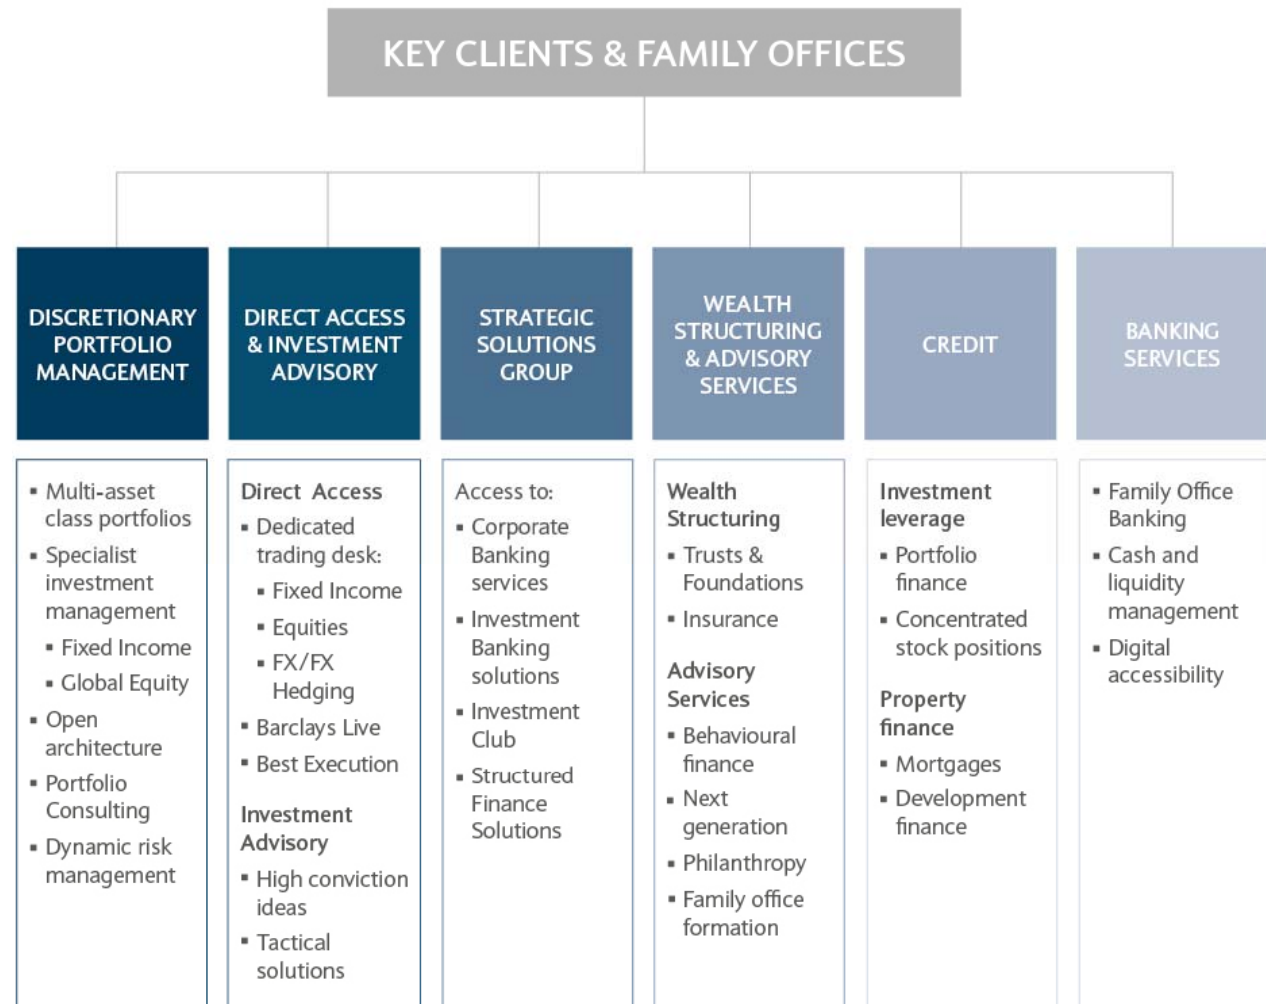 KEY CLIENTS & FAMILY OFFICES
DISCRETIONARY
PORTFOLIO
MANAGEMENT
▪ Multi-asset
class portfolios
▪ Specialist
investment
management
▪ Fixed Income
▪ Global Equity
▪ Open
architecture
▪ Portfolio
Consulting
▪ Dynamic risk
management
DIRECT ACCESS
& INVESTMENT
ADVISORY
Direct Access
▪ Dedicated
trading desk:
▪ Fixed Income
▪ Equities
▪ FX/FX
Hedging
▪ Barclays Live
▪ Best Execution
Investment
Advisory
▪ High conviction
ideas
▪ Tactical
solutions
STRATEGIC
SOLUTIONS
GROUP
Access to:
▪ Corporate
Banking
services
▪ Investment
Banking
solutions
▪ Investment
Club
▪ Structured
Finance
Solutions
WEALTH
STRUCTURING
& ADVISORY
SERVICES
Wealth
Structuring
▪ Trusts &
Foundations
▪ Insurance
Advisory
Services
▪ Behavioural
finance
▪ Next
generation
▪ Philanthropy
▪ Family office
formation
CREDIT
Investment
leverage
▪ Portfolio
finance
▪ Concentrated
stock positions
Property
finance
▪ Mortgages
▪ Development
finance
BANKING
SERVICES
▪ Family Office
Banking
▪ Cash and
liquidity
management
▪ Digital
accessibility